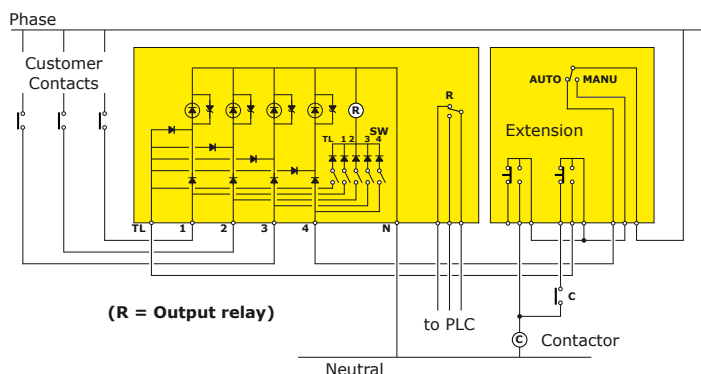 Phase
Customer
Contacts
R
AUTO
MANU
R
SW
TL 1 2 3 4
Extension
TL 1 2 3 4 N
C
(R = Output relay)
to PLC
C
Contactor
Neutral